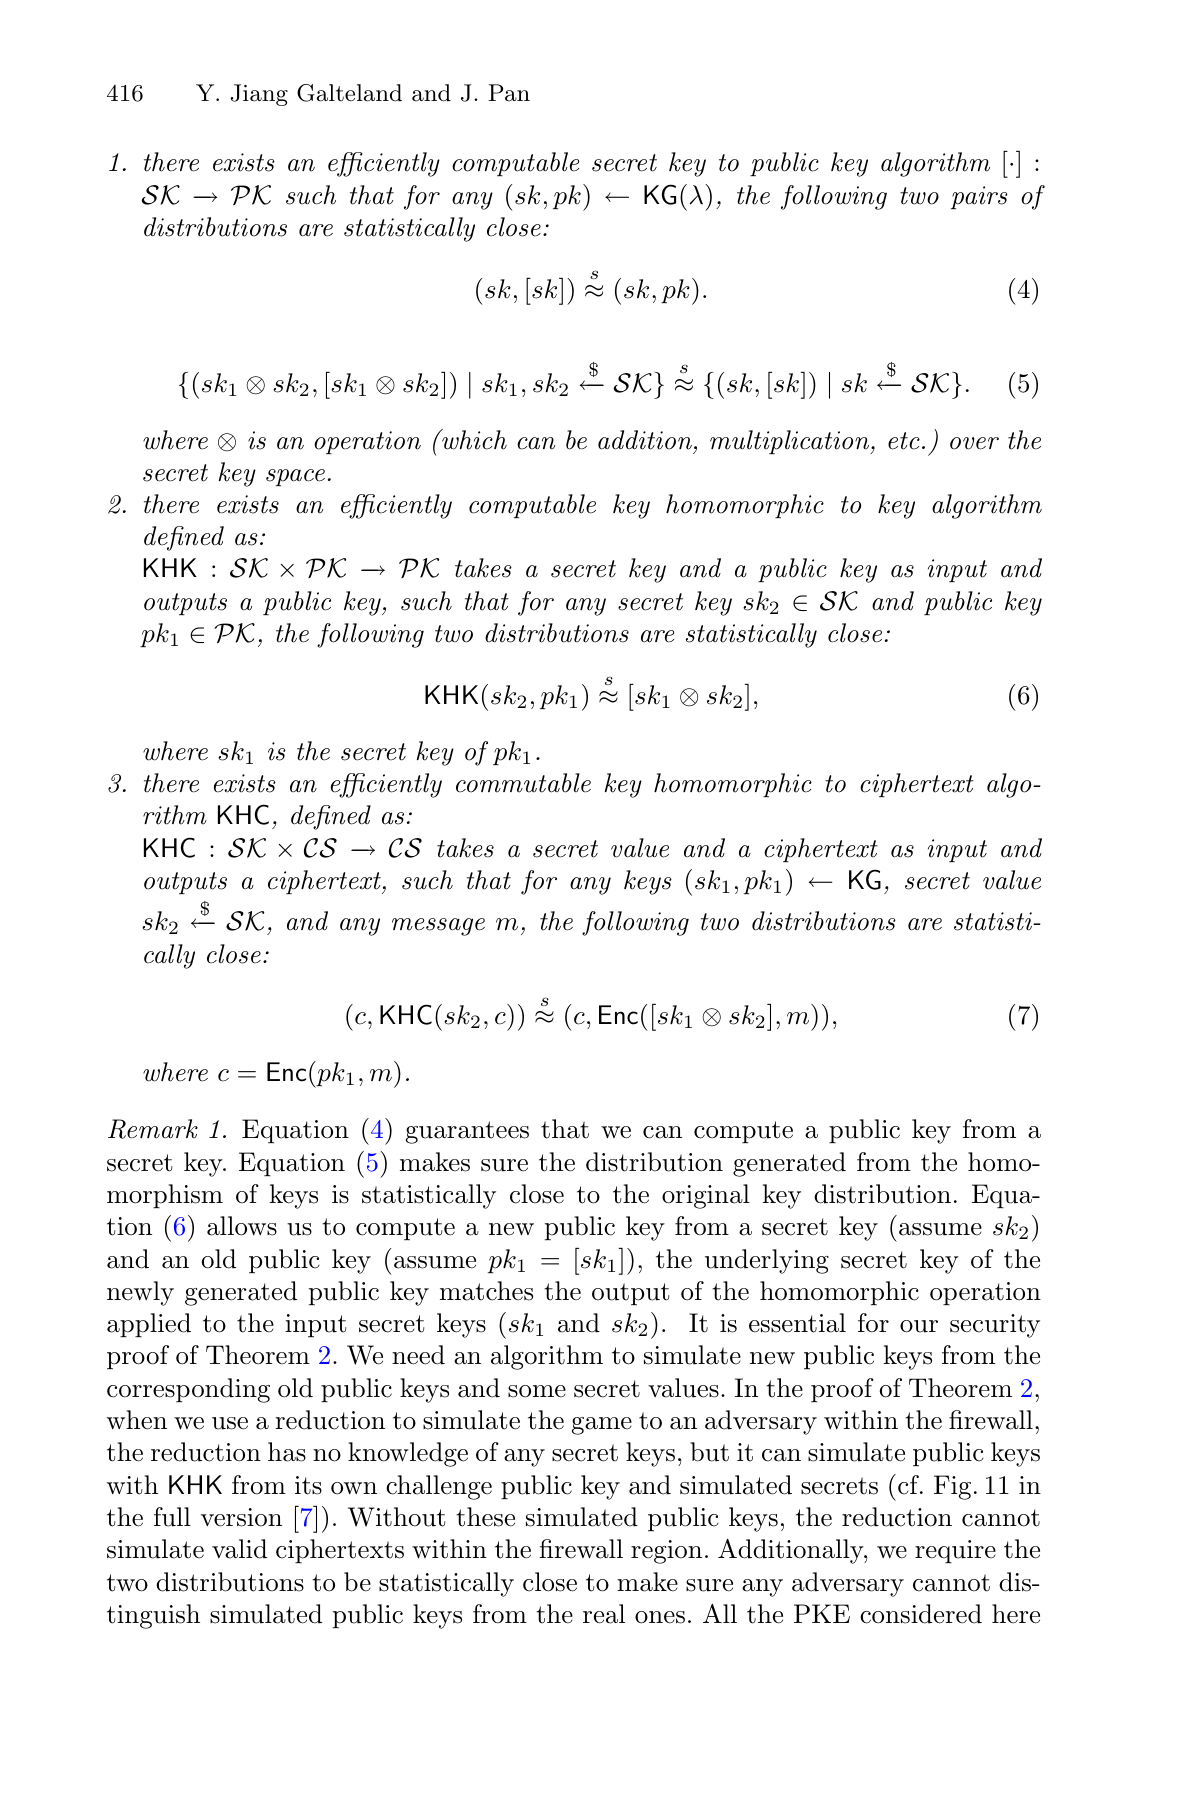 416 Y. Jiang Galteland and J. Pan
1. there exists an efficiently computable secret key to public key algorithm [·] :
𝒮𝒦 → 𝒫𝒦 such that for any (sk, pk) ← KG(λ), the following two pairs of
distributions are statistically close:
(sk, [sk]) ≈ˢ (sk, pk). (4)
{(sk₁ ⊗ sk₂, [sk₁ ⊗ sk₂]) | sk₁, sk₂ ←$ 𝒮𝒦} ≈ˢ {(sk, [sk]) | sk ←$ 𝒮𝒦}. (5)
where ⊗ is an operation (which can be addition, multiplication, etc.) over the
secret key space.
2. there exists an efficiently computable key homomorphic to key algorithm
defined as:
KHK : 𝒮𝒦 × 𝒫𝒦 → 𝒫𝒦 takes a secret key and a public key as input and
outputs a public key, such that for any secret key sk₂ ∈ 𝒮𝒦 and public key
pk₁ ∈ 𝒫𝒦, the following two distributions are statistically close:
KHK(sk₂, pk₁) ≈ˢ [sk₁ ⊗ sk₂], (6)
where sk₁ is the secret key of pk₁.
3. there exists an efficiently commutable key homomorphic to ciphertext algo-
rithm KHC, defined as:
KHC : 𝒮𝒦 × 𝒞𝒮 → 𝒞𝒮 takes a secret value and a ciphertext as input and
outputs a ciphertext, such that for any keys (sk₁, pk₁) ← KG, secret value
sk₂ ←$ 𝒮𝒦, and any message m, the following two distributions are statisti-
cally close:
(c, KHC(sk₂, c)) ≈ˢ (c, Enc([sk₁ ⊗ sk₂], m)), (7)
where c = Enc(pk₁, m).
Remark 1. Equation (4) guarantees that we can compute a public key from a
secret key. Equation (5) makes sure the distribution generated from the homo-
morphism of keys is statistically close to the original key distribution. Equa-
tion (6) allows us to compute a new public key from a secret key (assume sk₂)
and an old public key (assume pk₁ = [sk₁]), the underlying secret key of the
newly generated public key matches the output of the homomorphic operation
applied to the input secret keys (sk₁ and sk₂). It is essential for our security
proof of Theorem 2. We need an algorithm to simulate new public keys from the
corresponding old public keys and some secret values. In the proof of Theorem 2,
when we use a reduction to simulate the game to an adversary within the firewall,
the reduction has no knowledge of any secret keys, but it can simulate public keys
with KHK from its own challenge public key and simulated secrets (cf. Fig. 11 in
the full version [7]). Without these simulated public keys, the reduction cannot
simulate valid ciphertexts within the firewall region. Additionally, we require the
two distributions to be statistically close to make sure any adversary cannot dis-
tinguish simulated public keys from the real ones. All the PKE considered here